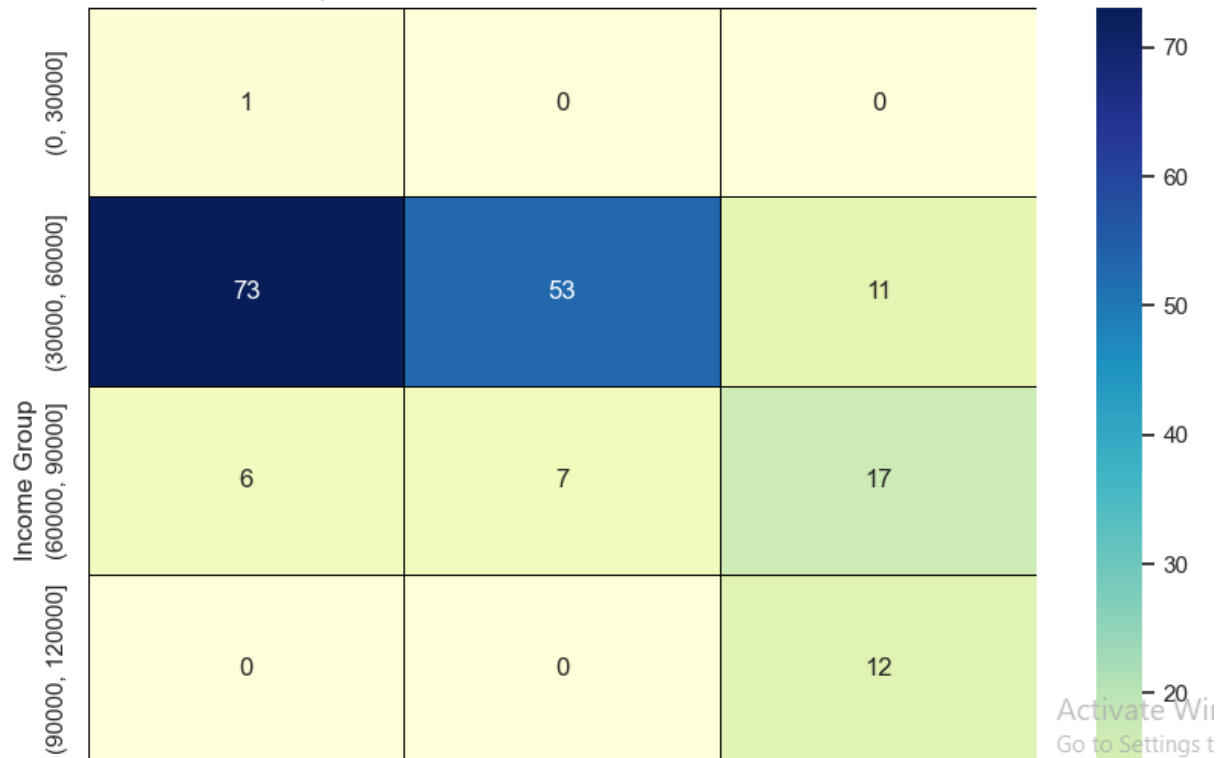 70
(0, 30000]
1 0 0
60
(30000, 60000]
73 53 11
50
40
Income Group
(60000, 90000]
6 7 17
30
(90000, 120000]
0 0 12
20
Activate Wi
Go to Settings t